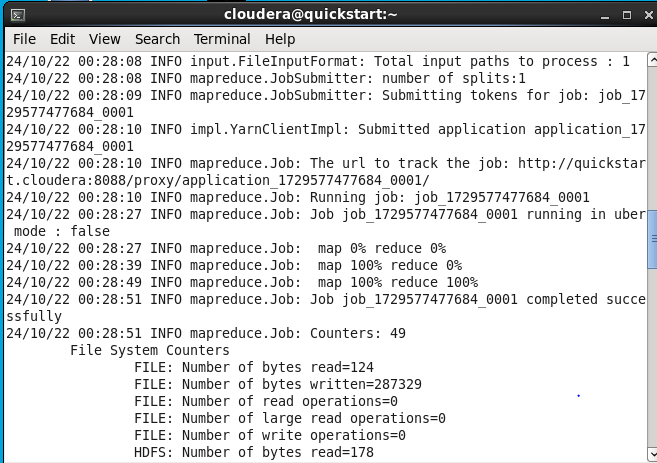 cloudera@quickstart:~
File Edit View Search Terminal Help
24/10/22 00:28:08 INFO input.FileInputFormat: Total input paths to process : 1
24/10/22 00:28:08 INFO mapreduce.JobSubmitter: number of splits:1
24/10/22 00:28:09 INFO mapreduce.JobSubmitter: Submitting tokens for job: job_17
29577477684_0001
24/10/22 00:28:10 INFO impl.YarnClientImpl: Submitted application application_17
29577477684_0001
24/10/22 00:28:10 INFO mapreduce.Job: The url to track the job: http://quickstar
t.cloudera:8088/proxy/application_1729577477684_0001/
24/10/22 00:28:10 INFO mapreduce.Job: Running job: job_1729577477684_0001
24/10/22 00:28:27 INFO mapreduce.Job: Job job_1729577477684_0001 running in uber
 mode : false
24/10/22 00:28:27 INFO mapreduce.Job:  map 0% reduce 0%
24/10/22 00:28:39 INFO mapreduce.Job:  map 100% reduce 0%
24/10/22 00:28:49 INFO mapreduce.Job:  map 100% reduce 100%
24/10/22 00:28:51 INFO mapreduce.Job: Job job_1729577477684_0001 completed succe
ssfully
24/10/22 00:28:51 INFO mapreduce.Job: Counters: 49
        File System Counters
                FILE: Number of bytes read=124
                FILE: Number of bytes written=287329
                FILE: Number of read operations=0
                FILE: Number of large read operations=0
                FILE: Number of write operations=0
                HDFS: Number of bytes read=178